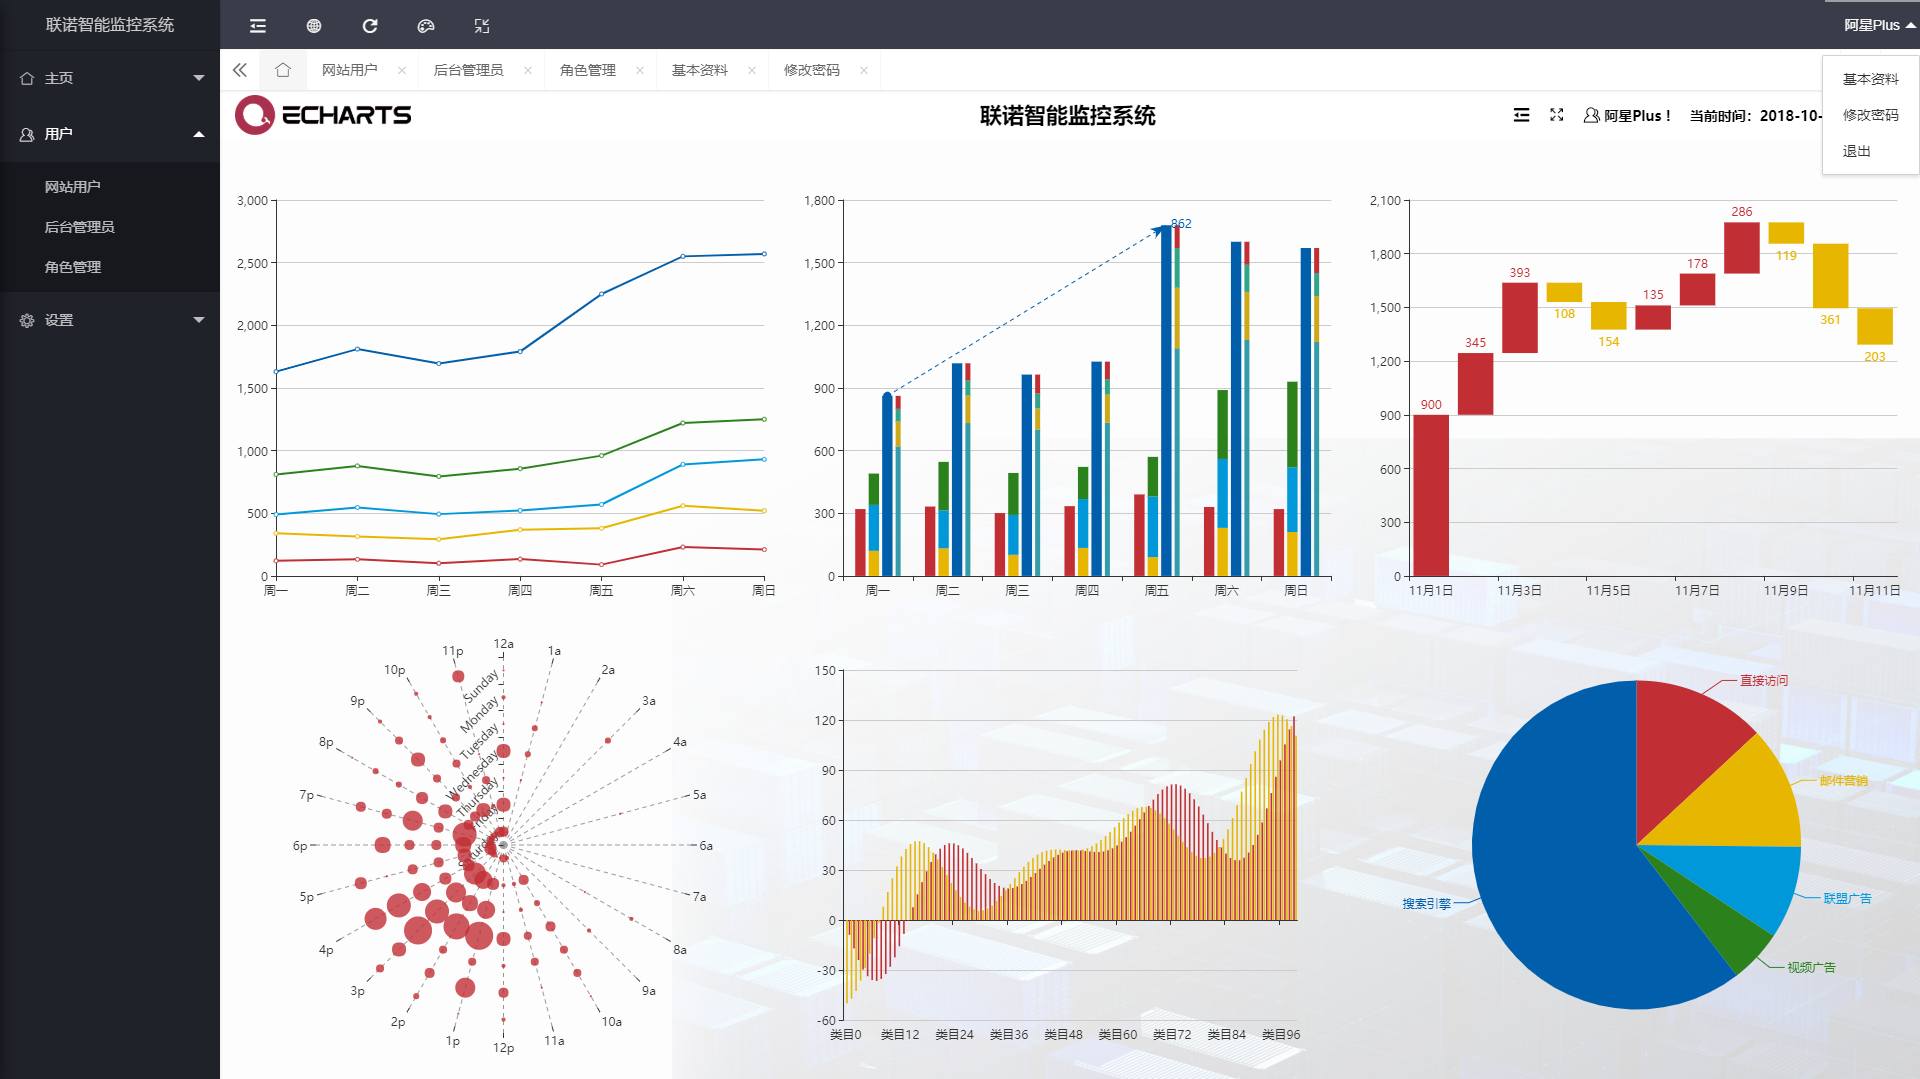 联诺智能监控系统
阿星Plus
主页
用户
网站用户
后台管理员
角色管理
设置
网站用户
后台管理员
角色管理
基本资料
修改密码
基本资料
修改密码
退出
ECHARTS
联诺智能监控系统
阿星Plus！ 当前时间：2018-10-
3,000
2,500
2,000
1,500
1,000
500
0
周一 周二 周三 周四 周五 周六 周日
1,800
1,500
1,200
900
600
300
0
862
周一 周二 周三 周四 周五 周六 周日
2,100
1,800
1,500
1,200
900
600
300
0
900
345
393
108
154
135
178
286
119
361
203
11月1日 11月3日 11月5日 11月7日 11月9日 11月11日
12a
1a
2a
3a
4a
5a
6a
7a
8a
9a
10a
11a
12p
1p
2p
3p
4p
5p
6p
7p
8p
9p
10p
11p
Sunday
Monday
Tuesday
Wednesday
Thursday
Friday
Saturday
150
120
90
60
30
0
-30
-60
类目0 类目12 类目24 类目36 类目48 类目60 类目72 类目84 类目96
直接访问
邮件营销
联盟广告
视频广告
搜索引擎